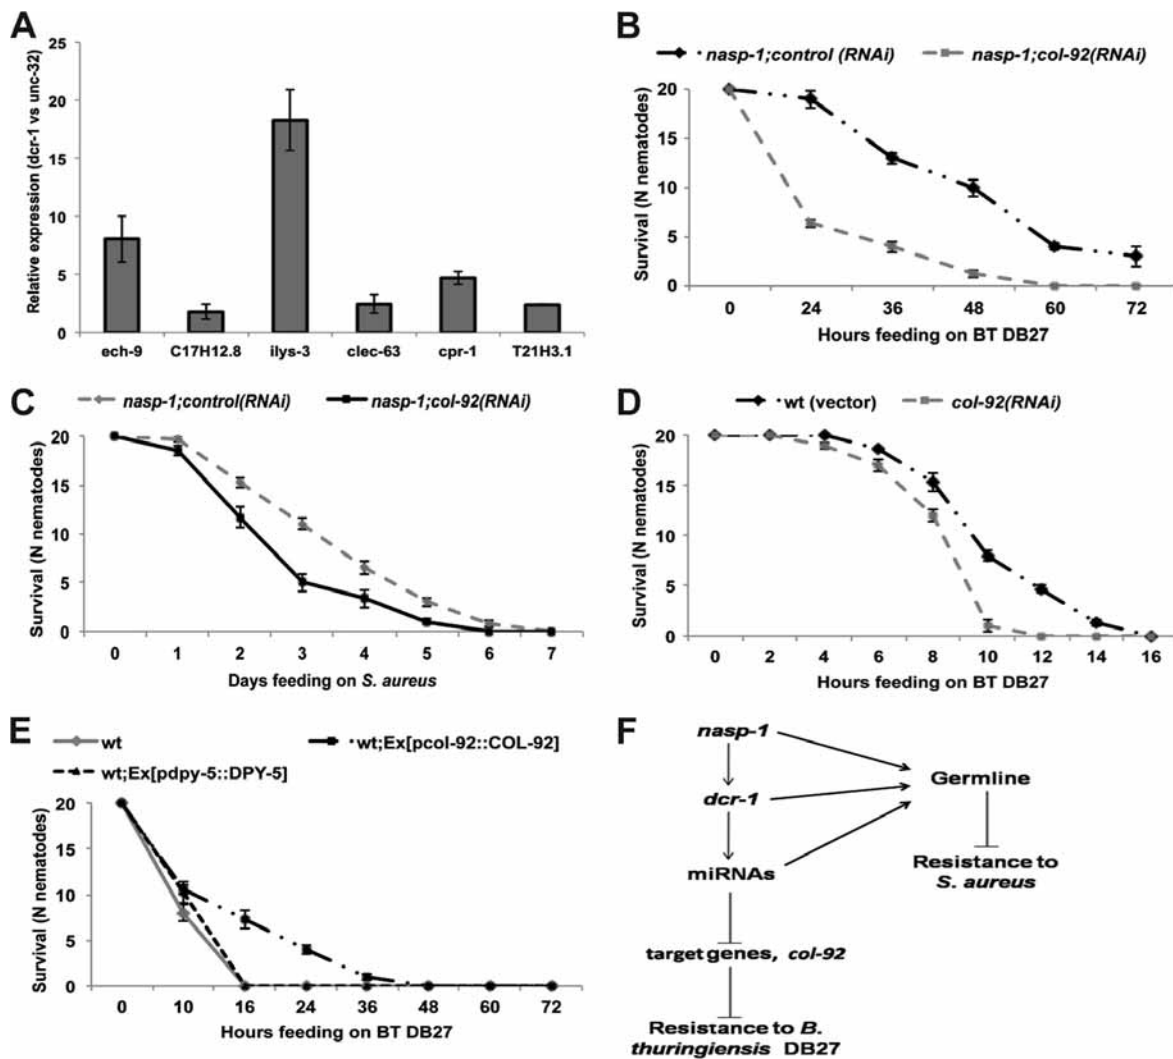 A
Relative expression (dcr-1 vs unc-32)
25
20
15
10
5
0
ech-9 C17H12.8 ilys-3 clec-63 cpr-1 T21H3.1
B
nasp-1;control (RNAi) nasp-1;col-92(RNAi)
Survival (N nematodes)
20
15
10
5
0
0 24 36 48 60 72
Hours feeding on BT DB27
C
nasp-1;control(RNAi) nasp-1;col-92(RNAi)
Survival (N nematodes)
20
15
10
5
0
0 1 2 3 4 5 6 7
Days feeding on S. aureus
D
wt (vector) col-92(RNAi)
Survival (N nematodes)
20
15
10
5
0
0 2 4 6 8 10 12 14 16
Hours feeding on BT DB27
E
wt wt;Ex[pcol-92::COL-92]
wt;Ex[pdpy-5::DPY-5]
Survival (N nematodes)
20
15
10
5
0
0 10 16 24 36 48 60 72
Hours feeding on BT DB27
F
nasp-1
Germline
dcr-1
miRNAs
Resistance to
S. aureus
target genes, col-92
Resistance to B.
thuringiensis DB27